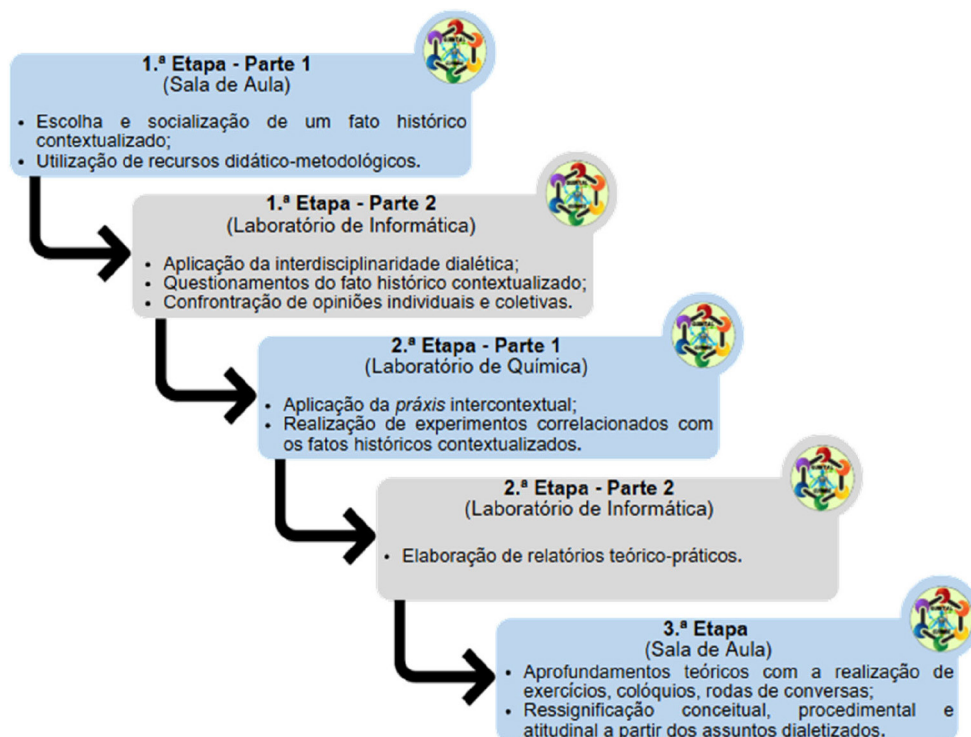 1.ª Etapa - Parte 1
(Sala de Aula)
• Escolha e socialização de um fato histórico
contextualizado;
• Utilização de recursos didático-metodológicos.
1.ª Etapa - Parte 2
(Laboratório de Informática)
• Aplicação da interdisciplinaridade dialética;
• Questionamentos do fato histórico contextualizado;
• Confrontração de opiniões individuais e coletivas.
2.ª Etapa - Parte 1
(Laboratório de Química)
• Aplicação da práxis intercontextual;
• Realização de experimentos correlacionados com
os fatos históricos contextualizados.
2.ª Etapa - Parte 2
(Laboratório de Informática)
• Elaboração de relatórios teórico-práticos.
3.ª Etapa
(Sala de Aula)
• Aprofundamentos teóricos com a realização de
exercícios, colóquios, rodas de conversas;
• Ressignificação conceitual, procedimental e
atitudinal a partir dos assuntos dialetizados.